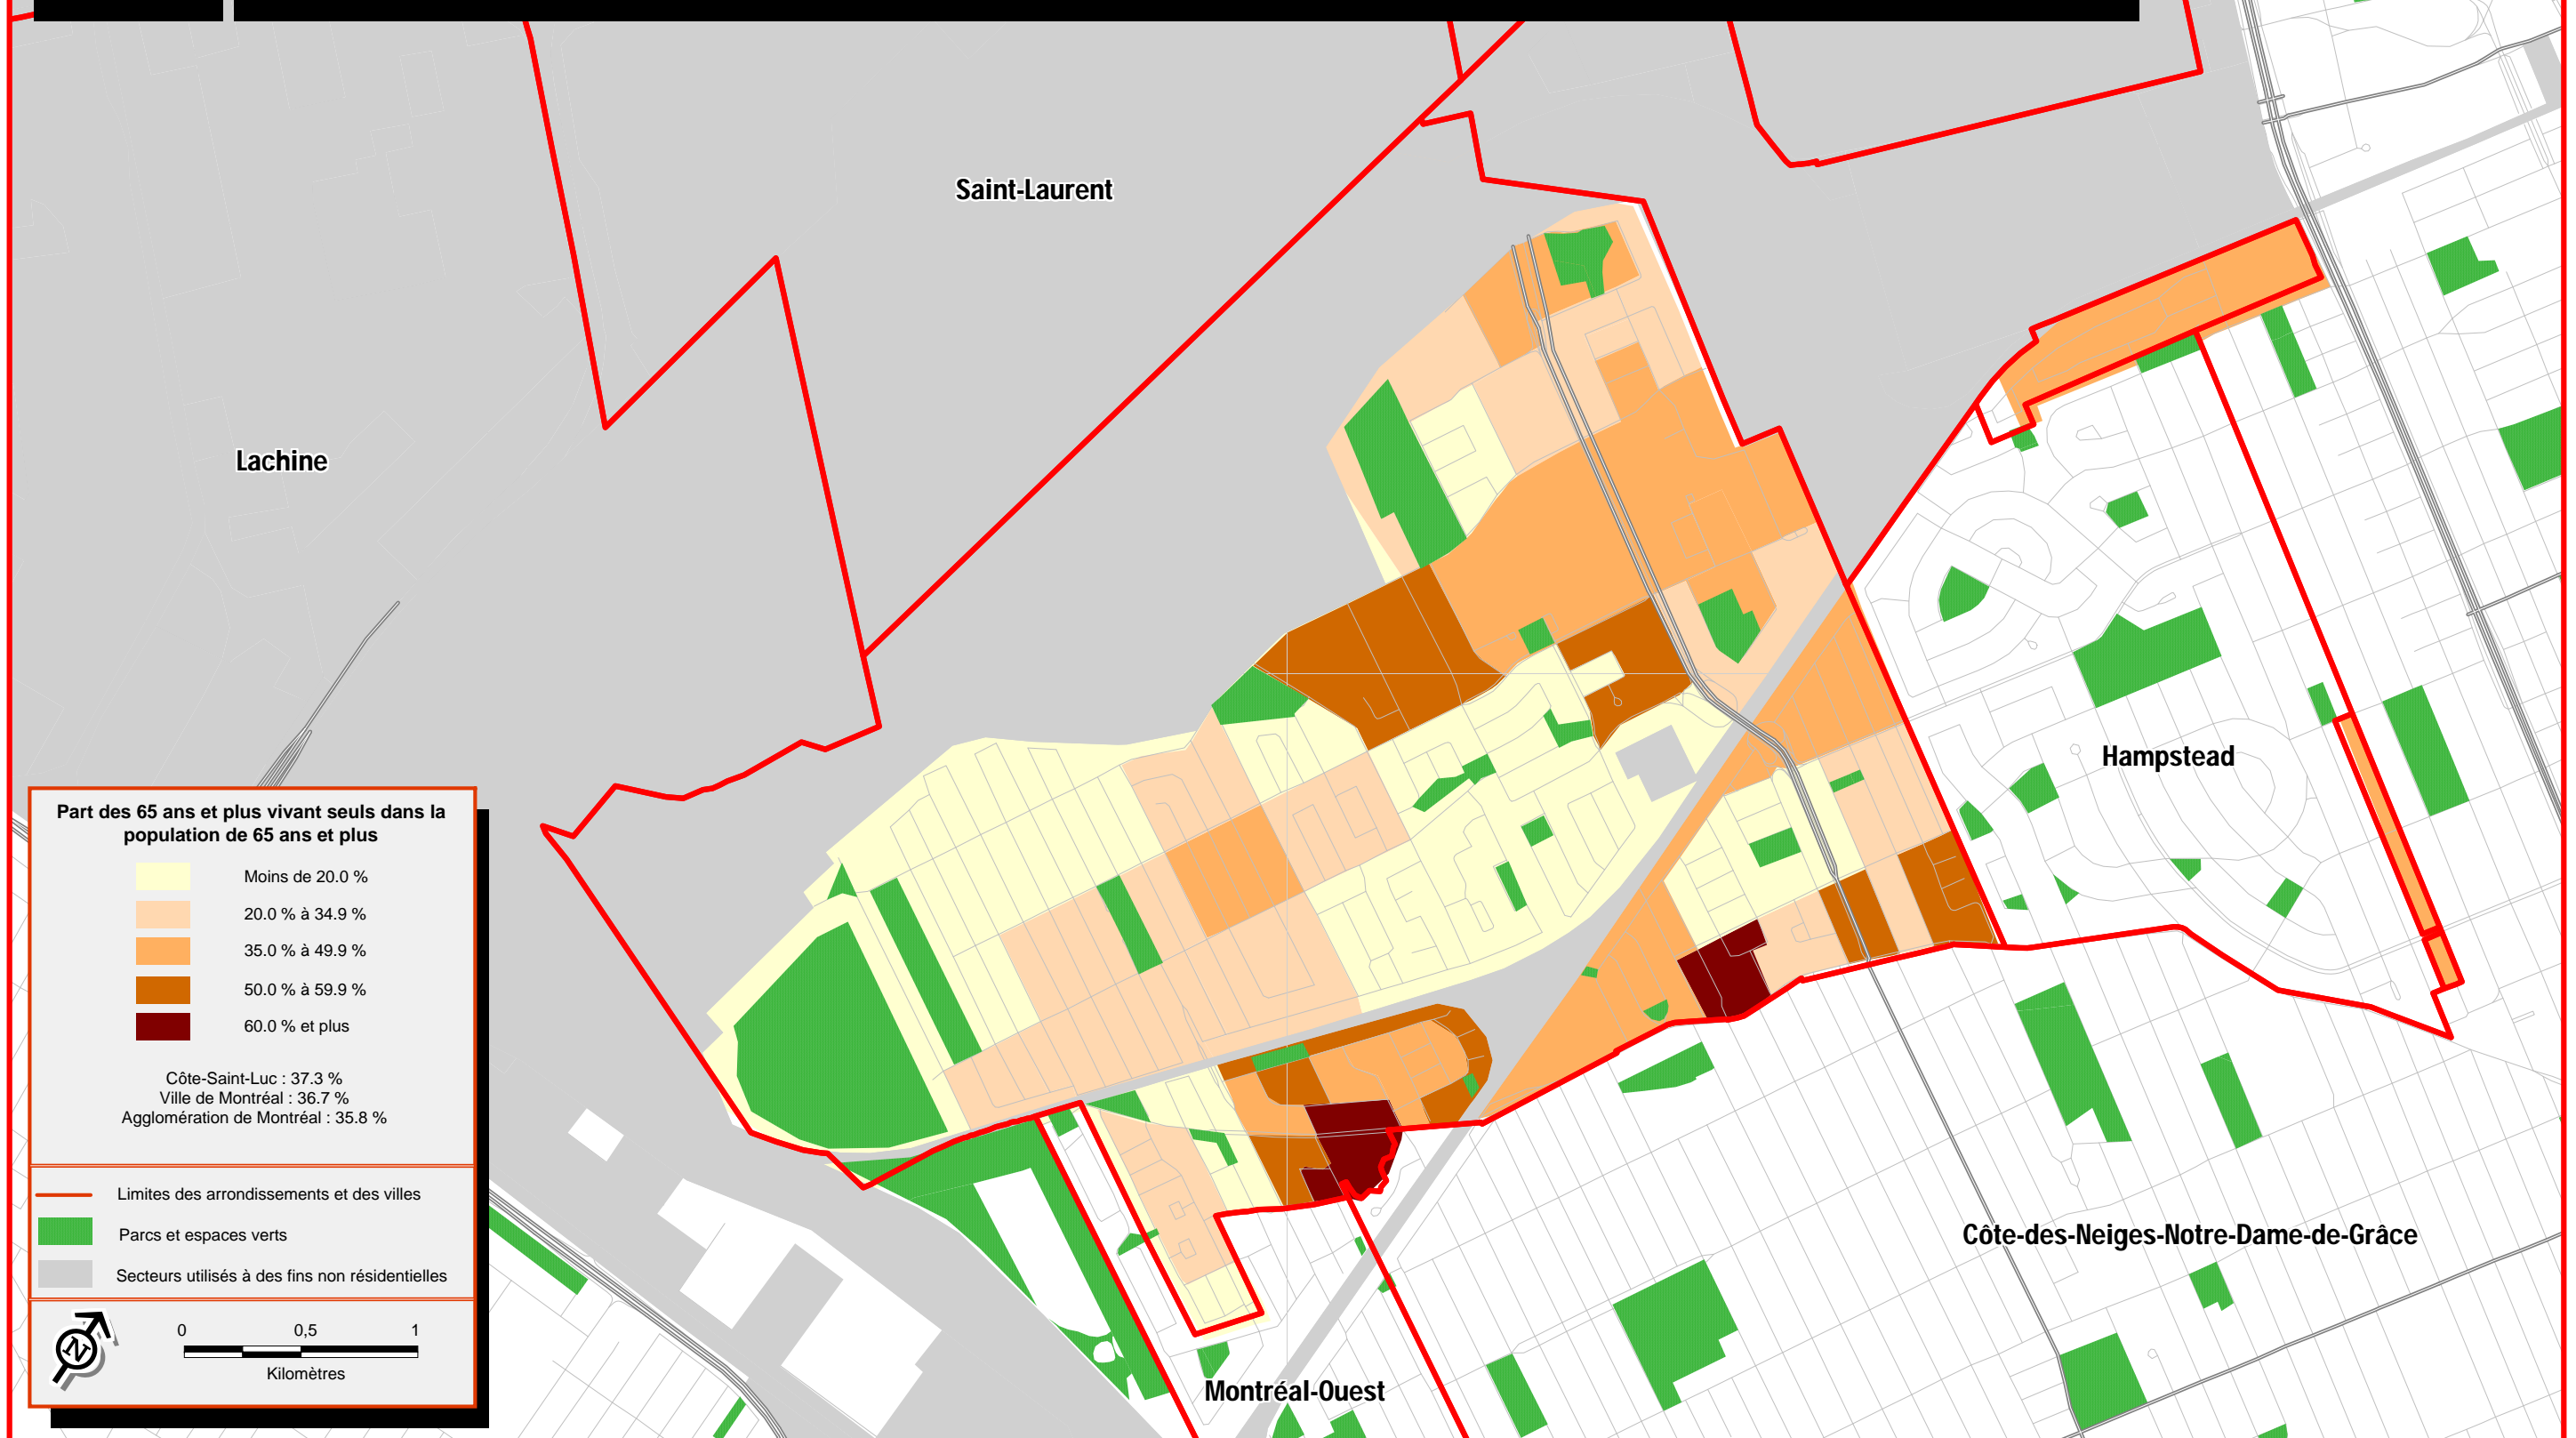 Saint-Laurent
Lachine
Hampstead
Côte-des-Neiges-Notre-Dame-de-Grâce
Montréal-Ouest
Part des 65 ans et plus vivant seuls dans la
population de 65 ans et plus
Moins de 20.0 %
20.0 % à 34.9 %
35.0 % à 49.9 %
50.0 % à 59.9 %
60.0 % et plus
Côte-Saint-Luc : 37.3 %
Ville de Montréal : 36.7 %
Agglomération de Montréal : 35.8 %
Limites des arrondissements et des villes
Parcs et espaces verts
Secteurs utilisés à des fins non résidentielles
N
0 0,5 1
Kilomètres